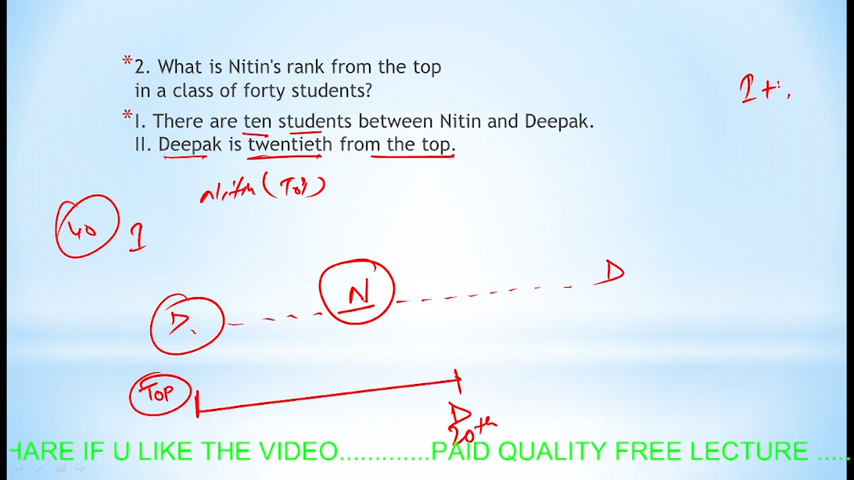 *2. What is Nitin's rank from the top
in a class of forty students?
*I. There are ten students between Nitin and Deepak.
II. Deepak is twentieth from the top.
I +
nitin (TOP)
40 I
D. N D
TOP
D
20th
HARE IF U LIKE THE VIDEO.............PAID QUALITY FREE LECTURE .....